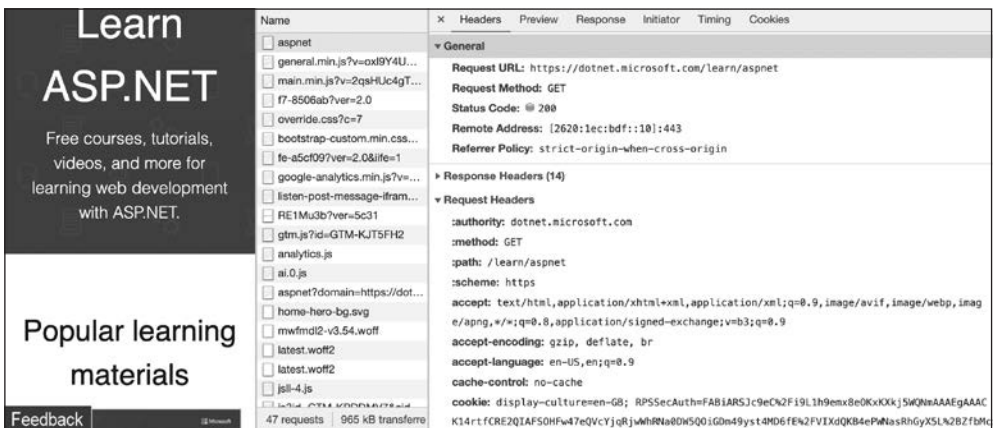 Learn
ASP.NET
Free courses, tutorials,
videos, and more for
learning web development
with ASP.NET.
Popular learning
materials
Feedback
Microsoft
Name
aspnet
general.min.js?v=oxI9Y4U...
main.min.js?v=2qsHUc4gT...
f7-8506ab?ver=2.0
override.css?c=7
bootstrap-custom.min.css...
fe-a5cf09?ver=2.0&iife=1
google-analytics.min.js?v=...
listen-post-message-ifram...
RE1Mu3b?ver=5c31
gtm.js?id=GTM-KJT5FH2
analytics.js
ai.0.js
aspnet?domain=https://dot...
home-hero-bg.svg
mwfmdl2-v3.54.woff
latest.woff2
latest.woff2
jsll-4.js
47 requests 965 kB transferre
× Headers Preview Response Initiator Timing Cookies
▾ General
Request URL: https://dotnet.microsoft.com/learn/aspnet
Request Method: GET
Status Code: 200
Remote Address: [2620:1ec:bdf::10]:443
Referrer Policy: strict-origin-when-cross-origin
▸ Response Headers (14)
▾ Request Headers
:authority: dotnet.microsoft.com
:method: GET
:path: /learn/aspnet
:scheme: https
accept: text/html,application/xhtml+xml,application/xml;q=0.9,image/avif,image/webp,imag
e/apng,*/*;q=0.8,application/signed-exchange;v=b3;q=0.9
accept-encoding: gzip, deflate, br
accept-language: en-US,en;q=0.9
cache-control: no-cache
cookie: display-culture=en-GB;